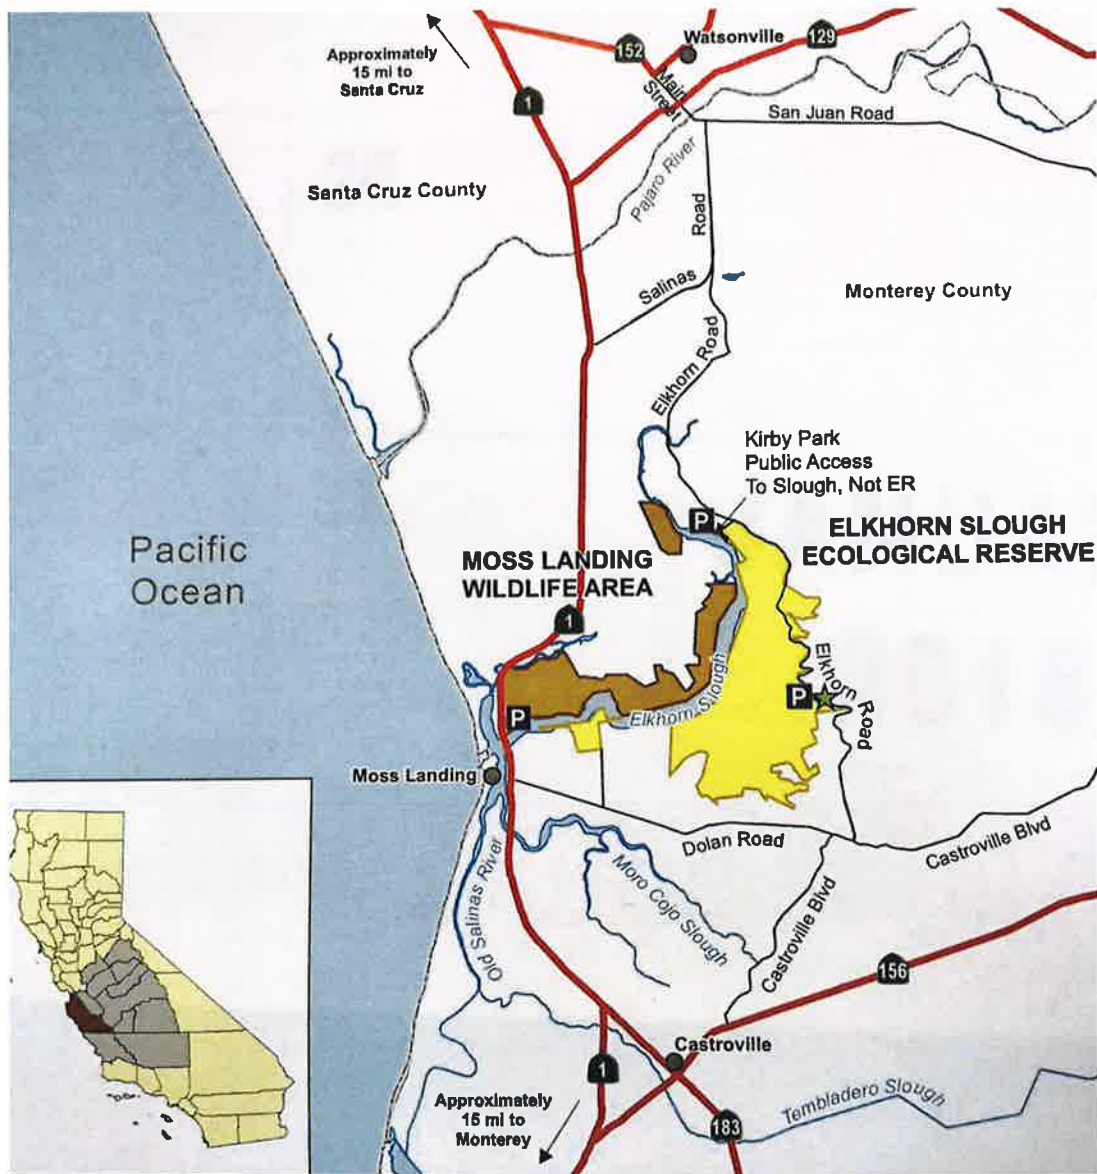 Approximately
15 mi to
Santa Cruz
152
Watsonville
129
1
Main
Street
San Juan Road
Pajaro River
Santa Cruz County
Road
Salinas
Monterey County
Elkhorn Road
Kirby Park
Public Access
To Slough, Not ER
P
ELKHORN SLOUGH
ECOLOGICAL RESERVE
Pacific
Ocean
MOSS LANDING
WILDLIFE AREA
1
Elkhorn Road
P
P
Elkhorn Slough
Moss Landing
Dolan Road
Castroville Blvd
Old Salinas River
Moro Cojo Slough
Castroville Blvd
156
Castroville
1
Approximately
15 mi to
Monterey
183
Tembladero Slough